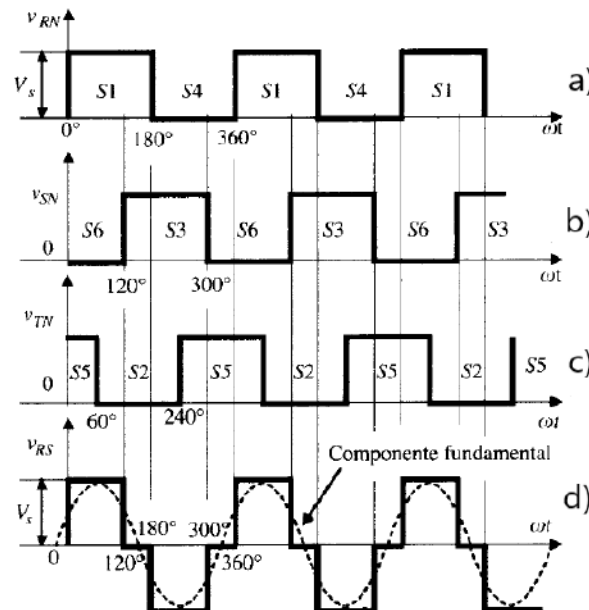 v_RN
V_s S1 S4 S1 S4 S1 a)
0° 180° 360° ωt
v_SN
S6 S3 S6 S3 S6 S3 b)
0
120° 300° ωt
v_TN
S5 S2 S5 S2 S5 S2 S5 c)
0
60° 240° ωt
v_RS
Componente fundamental
V_s 180° 300° ωt d)
0 120° 360°